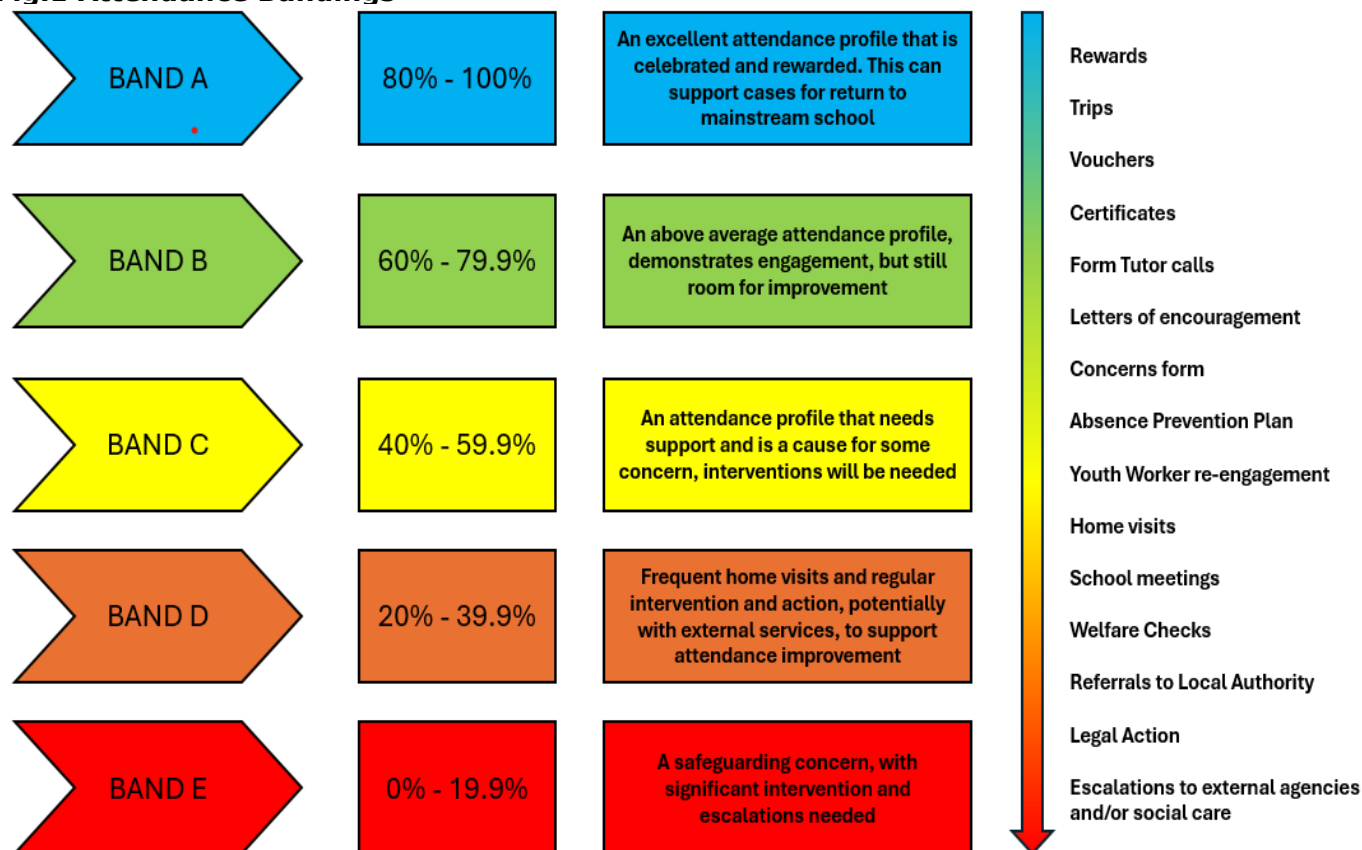 Fig.1 Attendance Bandings
BAND A
80% - 100%
An excellent attendance profile that is
celebrated and rewarded. This can
support cases for return to
mainstream school
BAND B
60% - 79.9%
An above average attendance profile,
demonstrates engagement, but still
room for improvement
BAND C
40% - 59.9%
An attendance profile that needs
support and is a cause for some
concern, interventions will be needed
BAND D
20% - 39.9%
Frequent home visits and regular
intervention and action, potentially
with external services, to support
attendance improvement
BAND E
0% - 19.9%
A safeguarding concern, with
significant intervention and
escalations needed
Rewards
Trips
Vouchers
Certificates
Form Tutor calls
Letters of encouragement
Concerns form
Absence Prevention Plan
Youth Worker re-engagement
Home visits
School meetings
Welfare Checks
Referrals to Local Authority
Legal Action
Escalations to external agencies
and/or social care